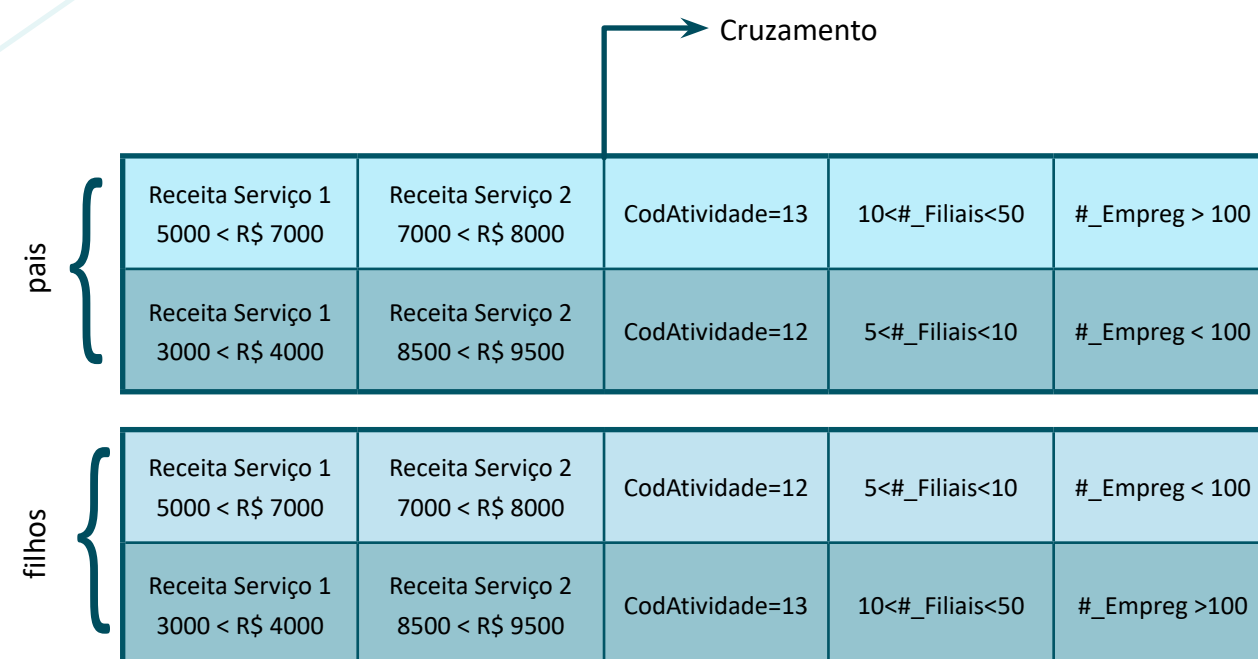 Cruzamento
pais
Receita Serviço 1
5000 < R$ 7000
Receita Serviço 2
7000 < R$ 8000
CodAtividade=13
10<#_Filiais<50
#_Empreg > 100
Receita Serviço 1
3000 < R$ 4000
Receita Serviço 2
8500 < R$ 9500
CodAtividade=12
5<#_Filiais<10
#_Empreg < 100
filhos
Receita Serviço 1
5000 < R$ 7000
Receita Serviço 2
7000 < R$ 8000
CodAtividade=12
5<#_Filiais<10
#_Empreg < 100
Receita Serviço 1
3000 < R$ 4000
Receita Serviço 2
8500 < R$ 9500
CodAtividade=13
10<#_Filiais<50
#_Empreg >100